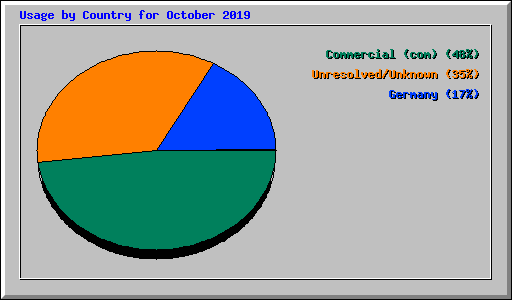 Usage by Country for October 2019
Commercial (com) (48%)
Unresolved/Unknown (35%)
Germany (17%)